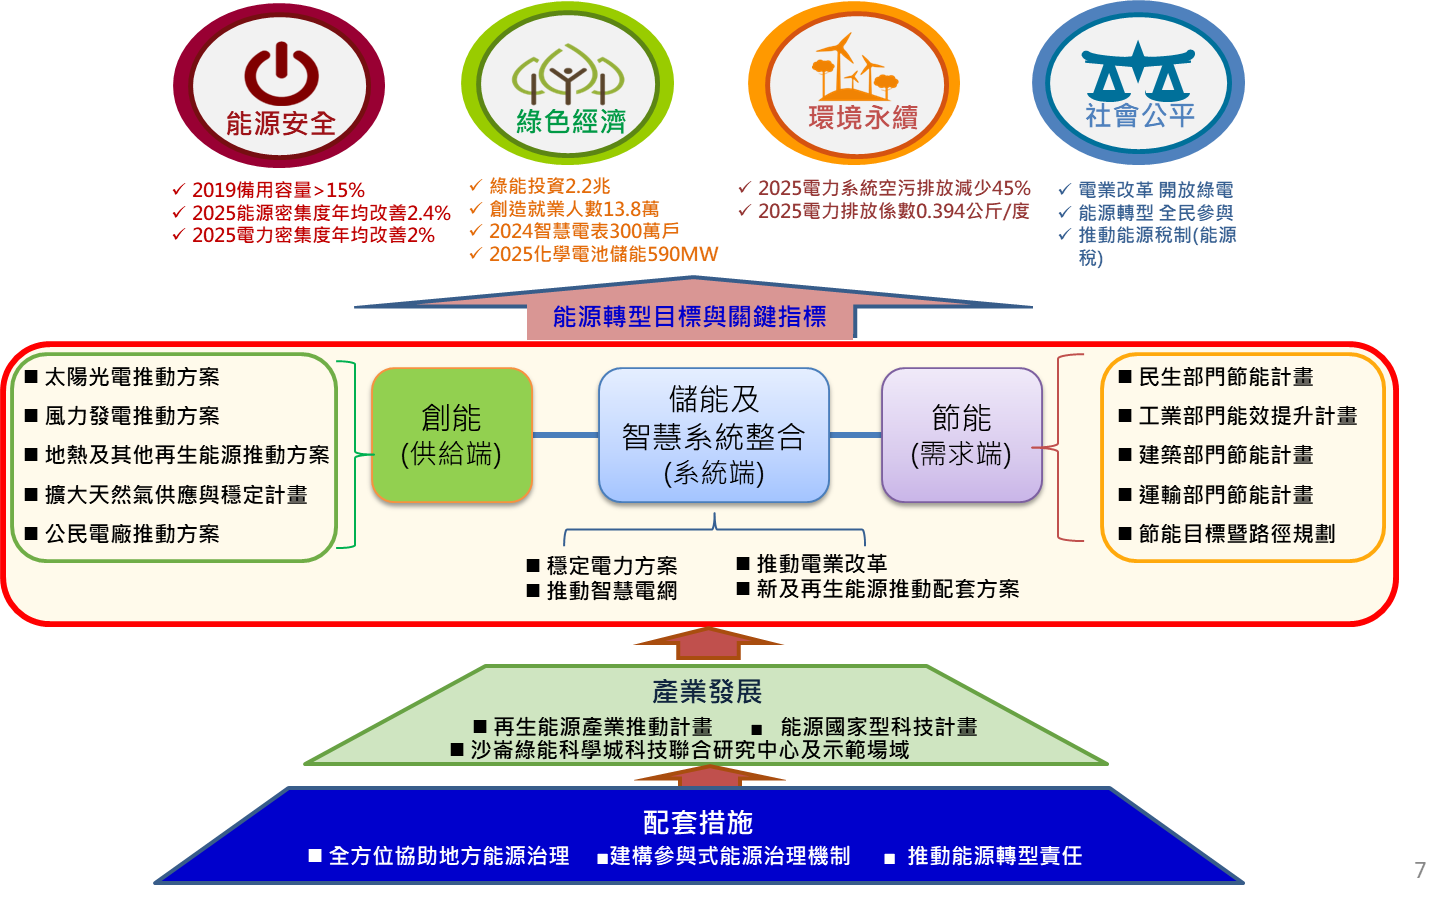 能源安全
綠色經濟
環境永續
社會公平
✓ 2019備用容量>15%
✓ 2025能源密集度年均改善2.4%
✓ 2025電力密集度年均改善2%
✓ 綠能投資2.2兆
✓ 創造就業人數13.8萬
✓ 2024智慧電表300萬戶
✓ 2025化學電池儲能590MW
✓ 2025電力系統空污排放減少45%
✓ 2025電力排放係數0.394公斤/度
✓ 電業改革 開放綠電
✓ 能源轉型 全民參與
✓ 推動能源稅制(能源
稅)
能源轉型目標與關鍵指標
■ 太陽光電推動方案
■ 風力發電推動方案
■ 地熱及其他再生能源推動方案
■ 擴大天然氣供應與穩定計畫
■ 公民電廠推動方案
創能
(供給端)
儲能及
智慧系統整合
(系統端)
節能
(需求端)
■ 民生部門節能計畫
■ 工業部門能效提升計畫
■ 建築部門節能計畫
■ 運輸部門節能計畫
■ 節能目標暨路徑規劃
■ 穩定電力方案
■ 推動智慧電網
■ 推動電業改革
■ 新及再生能源推動配套方案
產業發展
■ 再生能源產業推動計畫 ■ 能源國家型科技計畫
■ 沙崙綠能科學城科技聯合研究中心及示範場域
配套措施
■ 全方位協助地方能源治理 ■建構參與式能源治理機制 ■ 推動能源轉型責任
7